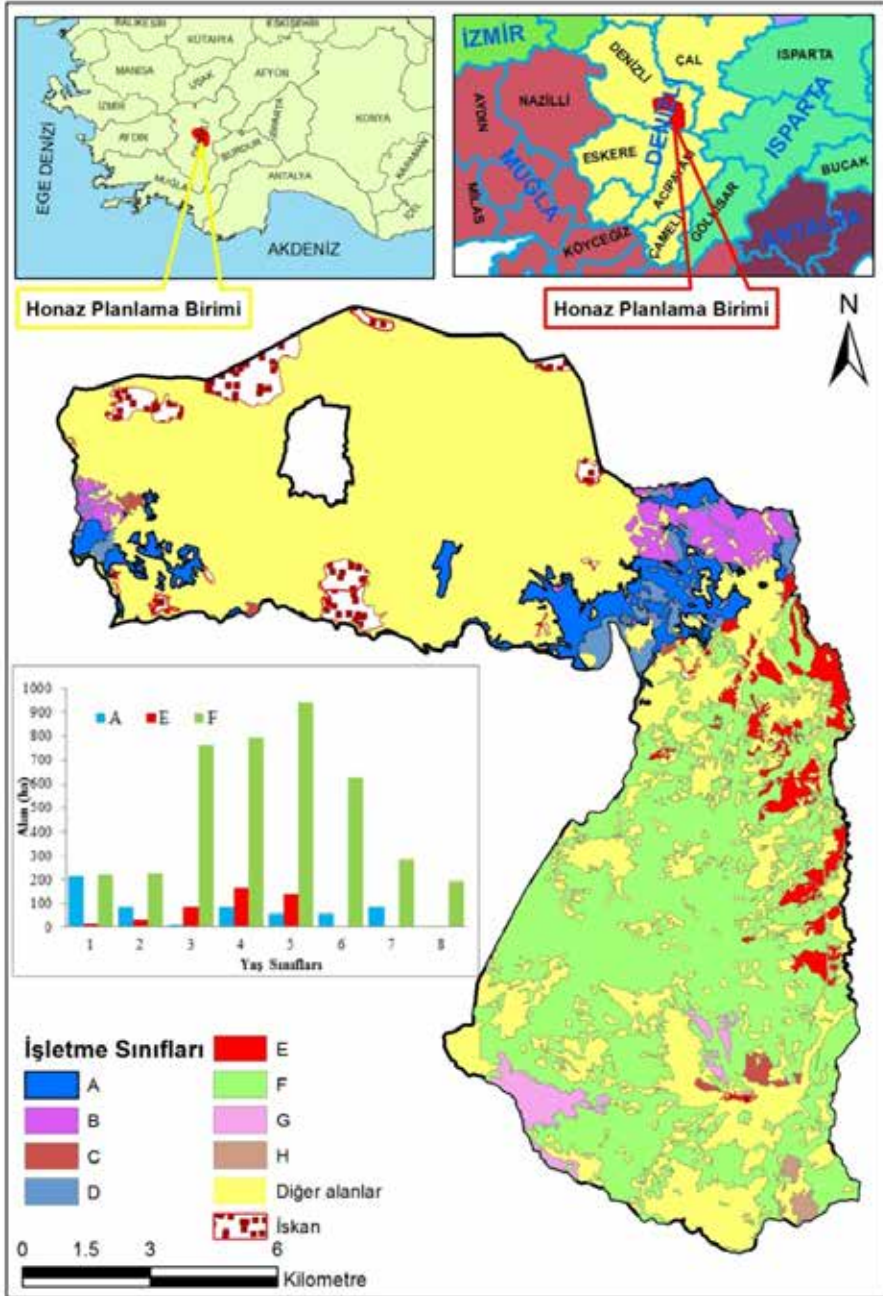 BALIKESİR
KÜTAHYA
ESKİŞEHİR
MANİSA
UŞAK
AFYON
İZMİR
ISPARTA
KONYA
AYDIN
BURDUR
KARAMAN
MUĞLA
ANTALYA
İÇEL
EGE DENİZİ
AKDENİZ
Honaz Planlama Birimi
İZMİR
DENİZLİ
ÇAL
ISPARTA
AYDIN
NAZİLLİ
DENİZLİ
ISPARTA
ESKERE
MUĞLA
ACIPAYAM
BUCAK
MİLAS
GÖLHİSAR
ÇAMELİ
KÖYCEĞİZ
ANTALYA
Honaz Planlama Birimi
N
A E F
1000
900
800
700
600
500
400
300
200
100
0
Alan (ha)
1 2 3 4 5 6 7 8
Yaş Sınıfları
İşletme Sınıfları
A
B
C
D
E
F
G
H
Diğer alanlar
İskan
0 1.5 3 6
Kilometre